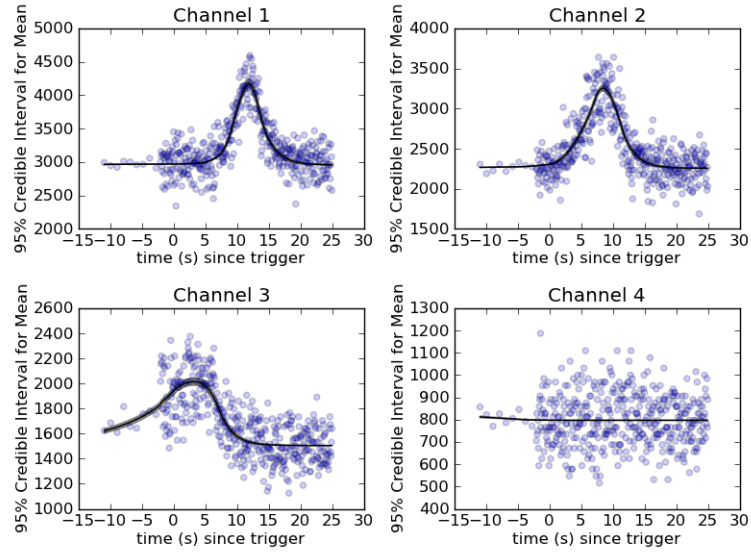 Channel 1
95% Credible Interval for Mean
5000
4500
4000
3500
3000
2500
2000
−15−10 −5 0 5 10 15 20 25 30
time (s) since trigger
Channel 2
95% Credible Interval for Mean
4000
3500
3000
2500
2000
1500
−15−10 −5 0 5 10 15 20 25 30
time (s) since trigger
Channel 3
95% Credible Interval for Mean
2600
2400
2200
2000
1800
1600
1400
1200
1000
−15−10 −5 0 5 10 15 20 25 30
time (s) since trigger
Channel 4
95% Credible Interval for Mean
1300
1200
1100
1000
900
800
700
600
500
400
−15−10 −5 0 5 10 15 20 25 30
time (s) since trigger